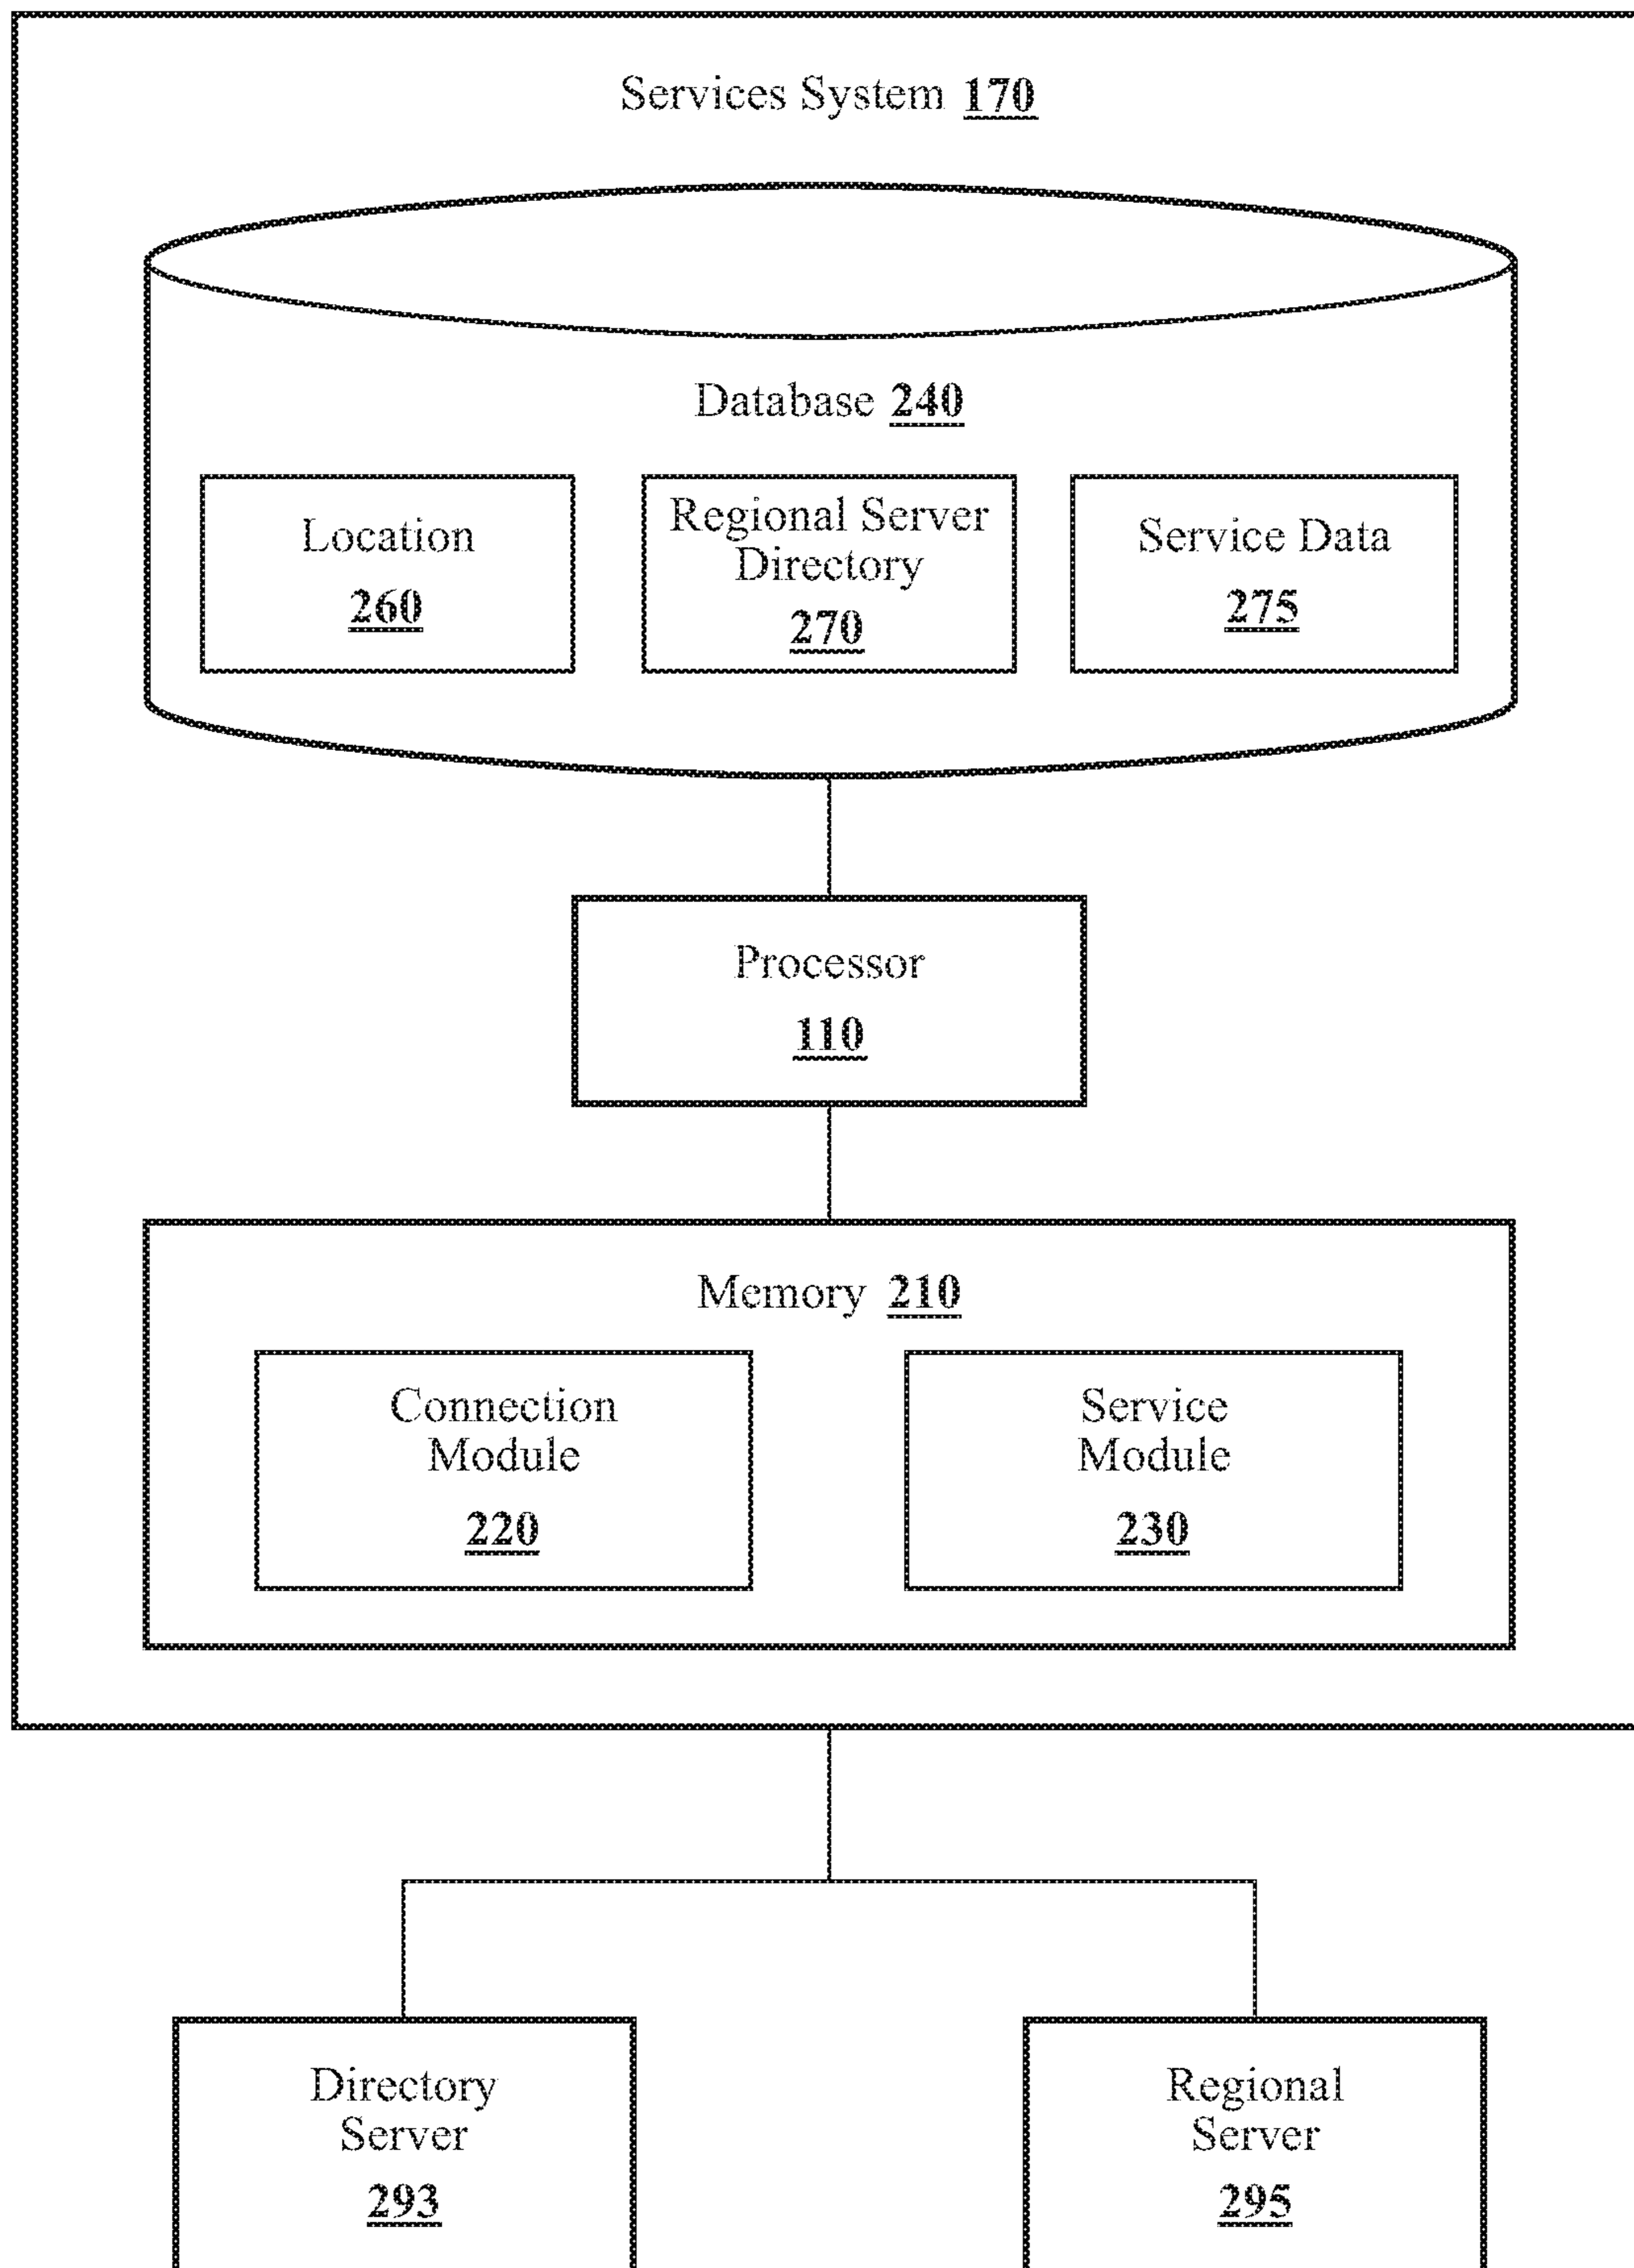 Services System 170
Database 240
Location
260
Regional Server
Directory
270
Service Data
275
Processor
110
Memory 210
Connection
Module
220
Service
Module
230
Directory
Server
293
Regional
Server
295